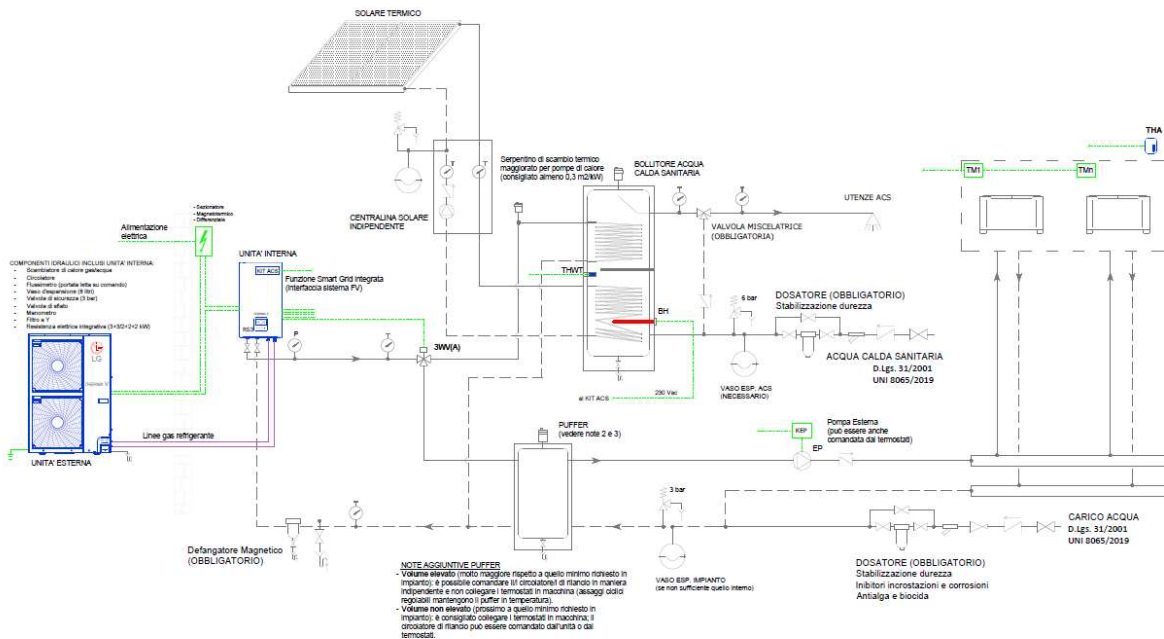 SOLARE TERMICO
T
T
Serpentino di scambio termico
maggiorato per pompe di calore
(consigliato almeno 0,3 m2/kW)
CENTRALINA SOLARE
INDIPENDENTE
BOLLITORE ACQUA
CALDA SANITARIA
T
T
UTENZE ACS
VALVOLA MISCELATRICE
(OBBLIGATORIA)
THWT
BH
6 bar
DOSATORE (OBBLIGATORIO)
Stabilizzazione durezza
ACQUA CALDA SANITARIA
D.Lgs. 31/2001
UNI 8065/2019
VASO ESP. ACS
(NECESSARIO)
230 Vac
al KIT ACS
THA
TM1
TMn
- Sezionatore
- Magnetotermico
- Differenziale
Alimentazione
elettrica
UNITA' INTERNA
KIT ACS
Funzione Smart Grid integrata
(Interfaccia sistema FV)
COMPONENTI IDRAULICI INCLUSI UNITA' INTERNA:
- Scambiatore di calore gas/acqua
- Circolatore
- Flussimetro (portata letta su comando)
- Vaso d'espansione (8 litri)
- Valvola di sicurezza (3 bar)
- Valvola di sfiato
- Manometro
- Filtro a Y
- Resistenza elettrica integrativa (3+3/2+2+2 kW)
LG
THERMA V
RS3
P
T
3WV(A)
Linee gas refrigerante
UNITA' ESTERNA
PUFFER
(vedere note 2 e 3)
KEP
Pompa Esterna
(può essere anche
comandata dai termostati)
EP
T
3 bar
Defangatore Magnetico
(OBBLIGATORIO)
VASO ESP. IMPIANTO
(se non sufficiente quello interno)
CARICO ACQUA
D.Lgs. 31/2001
UNI 8065/2019
DOSATORE (OBBLIGATORIO)
Stabilizzazione durezza
Inibitori incrostazioni e corrosioni
Antialga e biocida
NOTE AGGIUNTIVE PUFFER
- Volume elevato (molto maggiore rispetto a quello minimo richiesto in
impianto): è possibile comandare il/i circolatore/i di rilancio in maniera
indipendente e non collegare i termostati in macchina (assaggi ciclici
regolabili mantengono il puffer in temperatura).
- Volume non elevato (prossimo a quello minimo richiesto in
impianto): è consigliato collegare i termostati in macchina; il
circolatore di rilancio può essere comandato dall'unità o dai
termostati.